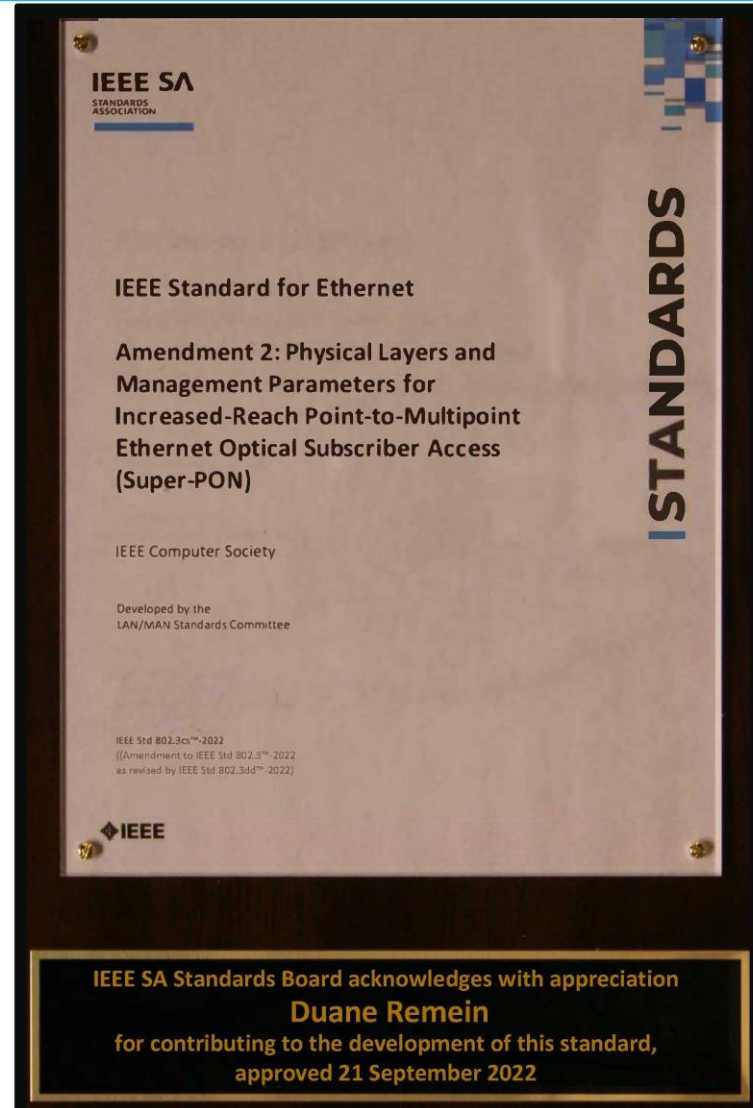 IEEE SA
STANDARDS
ASSOCIATION
STANDARDS
IEEE Standard for Ethernet
Amendment 2: Physical Layers and
Management Parameters for
Increased-Reach Point-to-Multipoint
Ethernet Optical Subscriber Access
(Super-PON)
IEEE Computer Society
Developed by the
LAN/MAN Standards Committee
IEEE Std 802.3cs™-2022
((Amendment to IEEE Std 802.3™-2022
as revised by IEEE Std 802.3dd™-2022)
IEEE
IEEE SA Standards Board acknowledges with appreciation
Duane Remein
for contributing to the development of this standard,
approved 21 September 2022